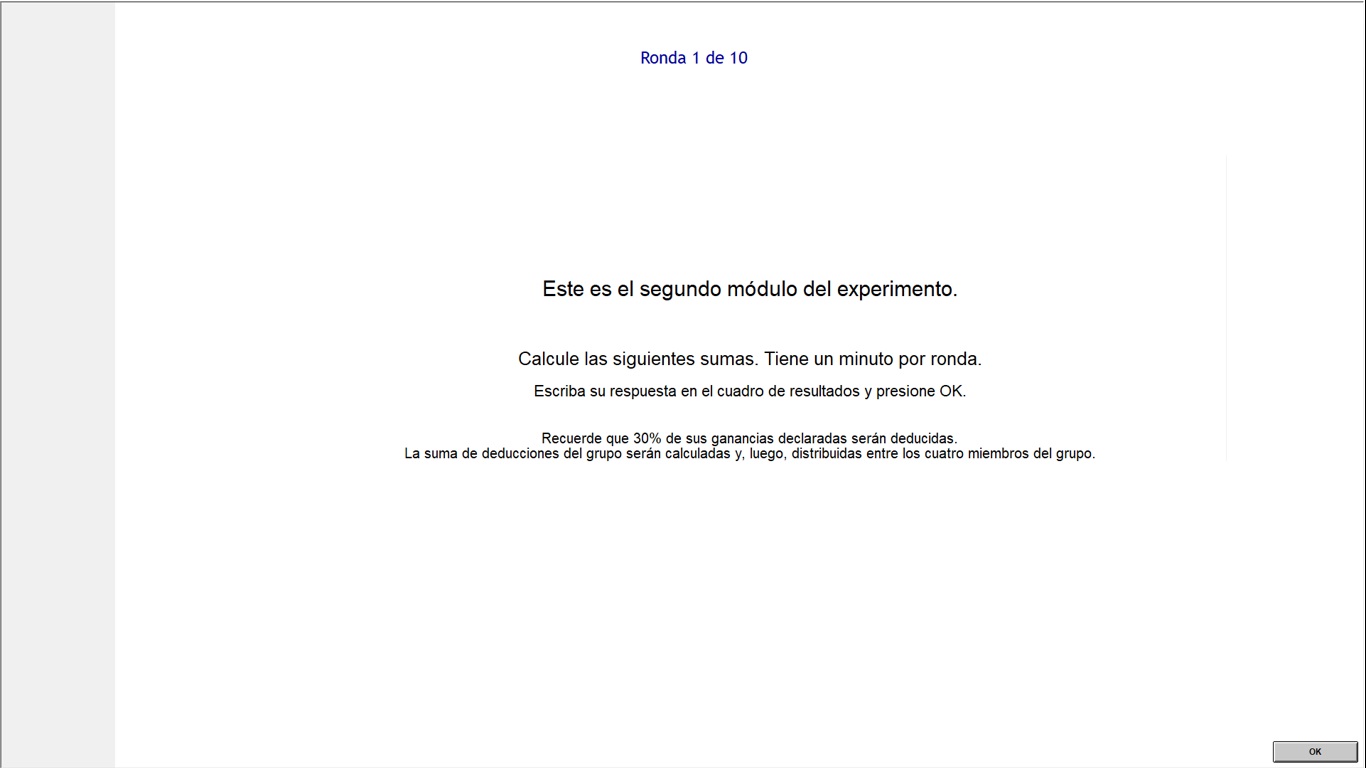 Ronda 1 de 10
Este es el segundo módulo del experimento.
Calcule las siguientes sumas. Tiene un minuto por ronda.
Escriba su respuesta en el cuadro de resultados y presione OK.
Recuerde que 30% de sus ganancias declaradas serán deducidas.
La suma de deducciones del grupo serán calculadas y, luego, distribuidas entre los cuatro miembros del grupo.
OK